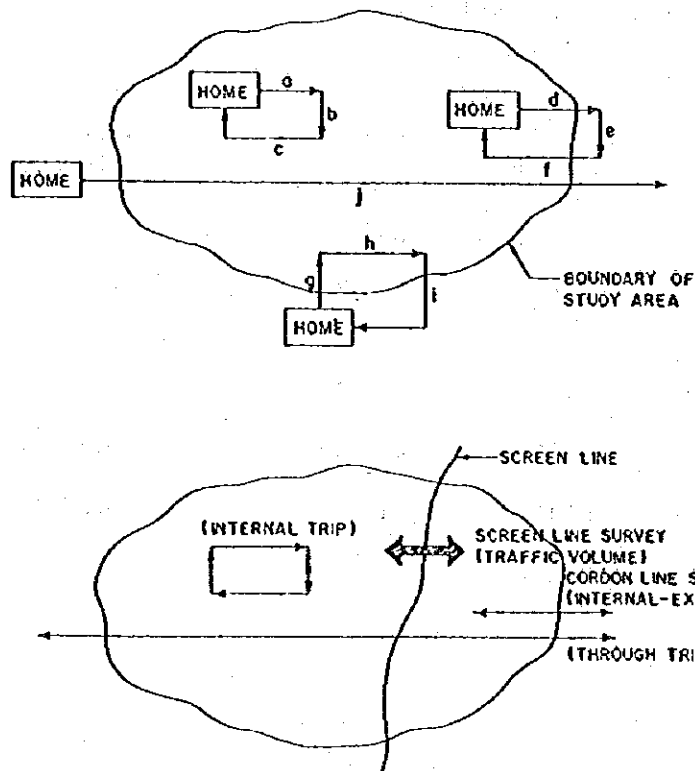 HOME
a
b
c
HOME
d
e
f
HOME
j
h
g
i
HOME
BOUNDARY OF
STUDY AREA
SCREEN LINE
(INTERNAL TRIP)
SCREEN LINE SURVEY
(TRAFFIC VOLUME)
CORDON LINE S
(INTERNAL-EX
(THROUGH TRI